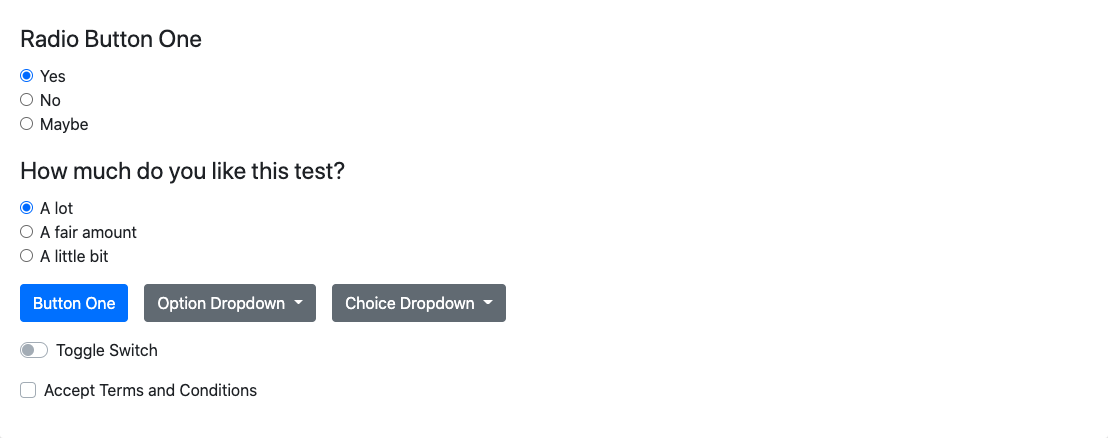 Radio Button One
Yes
No
Maybe
How much do you like this test?
A lot
A fair amount
A little bit
Button One Option Dropdown Choice Dropdown
Toggle Switch
Accept Terms and Conditions